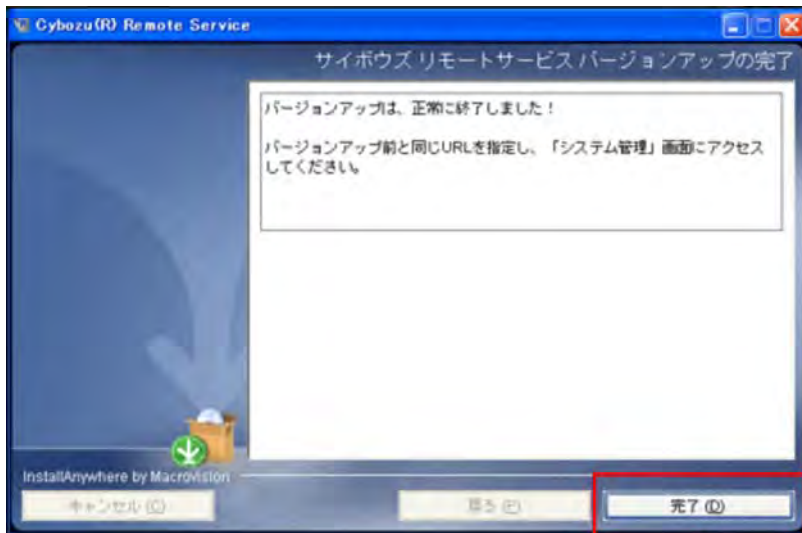 Cybozu(R) Remote Service
サイボウズ リモートサービス バージョンアップの完了
バージョンアップは、正常に終了しました！
バージョンアップ前と同じURLを指定し、「システム管理」画面にアクセス
してください。
InstallAnywhere by Macrovision
キャンセル (C)
戻る (P)
完了 (D)